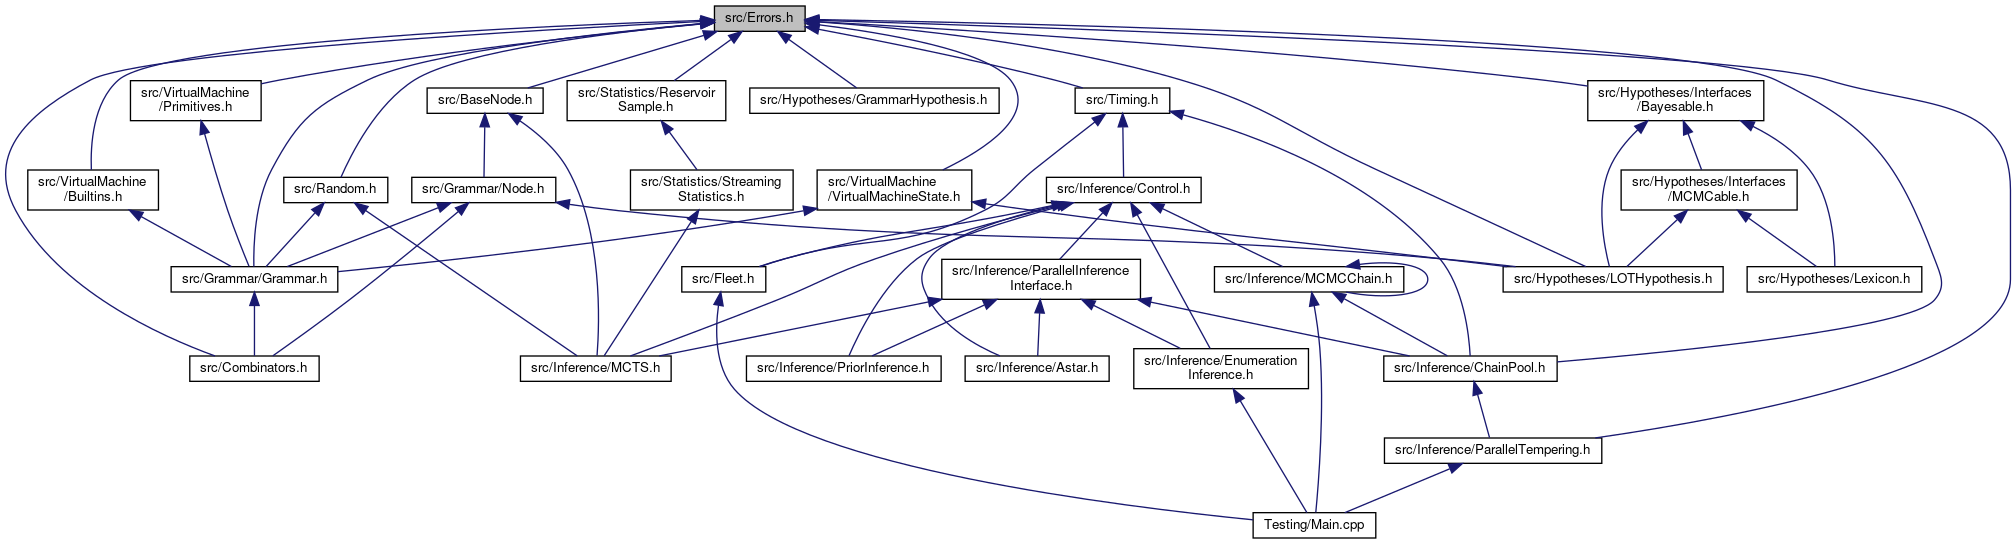 src/Errors.h
src/VirtualMachine
/Primitives.h
src/BaseNode.h
src/Statistics/Reservoir
Sample.h
src/Hypotheses/GrammarHypothesis.h
src/Timing.h
src/Hypotheses/Interfaces
/Bayesable.h
src/VirtualMachine
/Builtins.h
src/Random.h
src/Grammar/Node.h
src/Statistics/Streaming
Statistics.h
src/VirtualMachine
/VirtualMachineState.h
src/Inference/Control.h
src/Hypotheses/Interfaces
/MCMCable.h
src/Grammar/Grammar.h
src/Fleet.h
src/Inference/ParallelInference
Interface.h
src/Inference/MCMCChain.h
src/Hypotheses/LOTHypothesis.h
src/Hypotheses/Lexicon.h
src/Combinators.h
src/Inference/MCTS.h
src/Inference/PriorInference.h
src/Inference/Astar.h
src/Inference/Enumeration
Inference.h
src/Inference/ChainPool.h
src/Inference/ParallelTempering.h
Testing/Main.cpp